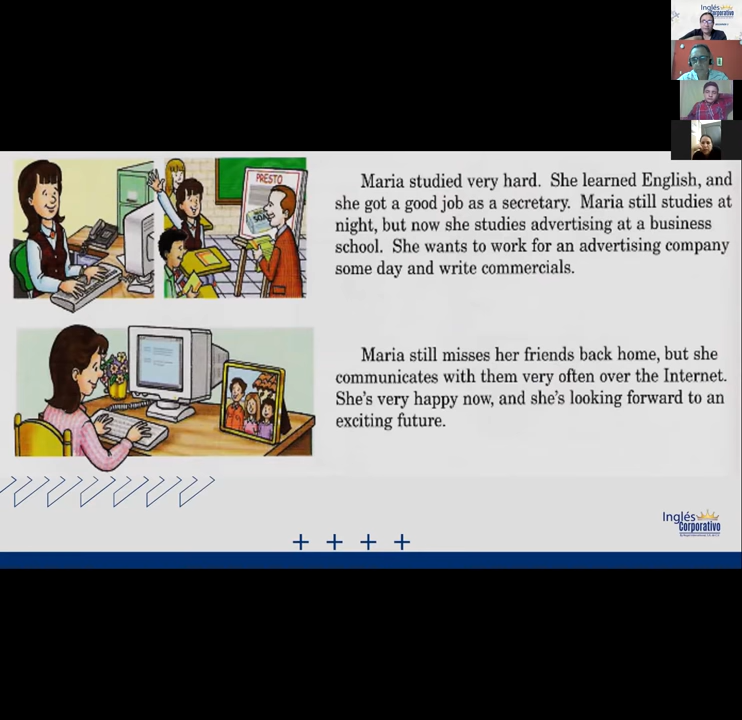 Inglés
Corporativo
PRESTO
SOAP
Maria studied very hard. She learned English, and
she got a good job as a secretary. Maria still studies at
night, but now she studies advertising at a business
school. She wants to work for an advertising company
some day and write commercials.
Maria still misses her friends back home, but she
communicates with them very often over the Internet.
She's very happy now, and she's looking forward to an
exciting future.
Inglés
Corporativo